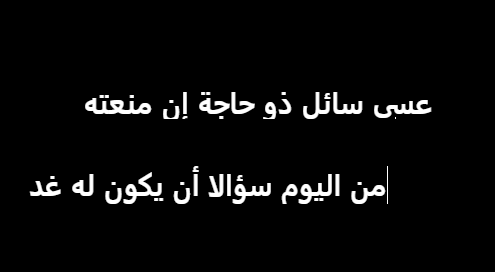 عسى سائل ذو حاجة إن منعته
من اليوم سؤالا أن يكون له غد